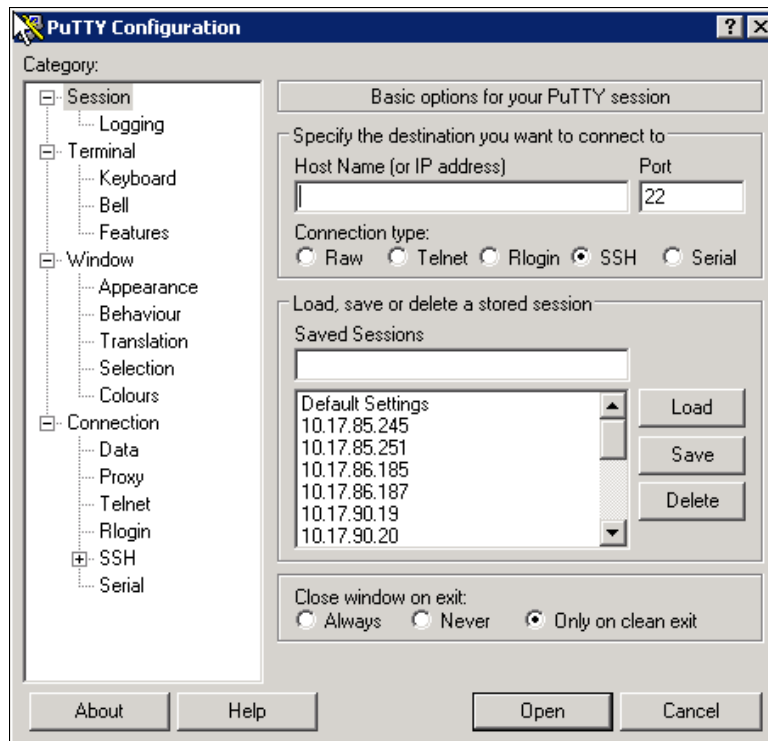 PuTTY Configuration
Category:
Session
Logging
Terminal
Keyboard
Bell
Features
Window
Appearance
Behaviour
Translation
Selection
Colours
Connection
Data
Proxy
Telnet
Rlogin
SSH
Serial
Basic options for your PuTTY session
Specify the destination you want to connect to
Host Name (or IP address) Port
22
Connection type:
Raw Telnet Rlogin SSH Serial
Load, save or delete a stored session
Saved Sessions
Default Settings
10.17.85.245
10.17.85.251
10.17.86.185
10.17.86.187
10.17.90.19
10.17.90.20
Load
Save
Delete
Close window on exit:
Always Never Only on clean exit
About Help Open Cancel